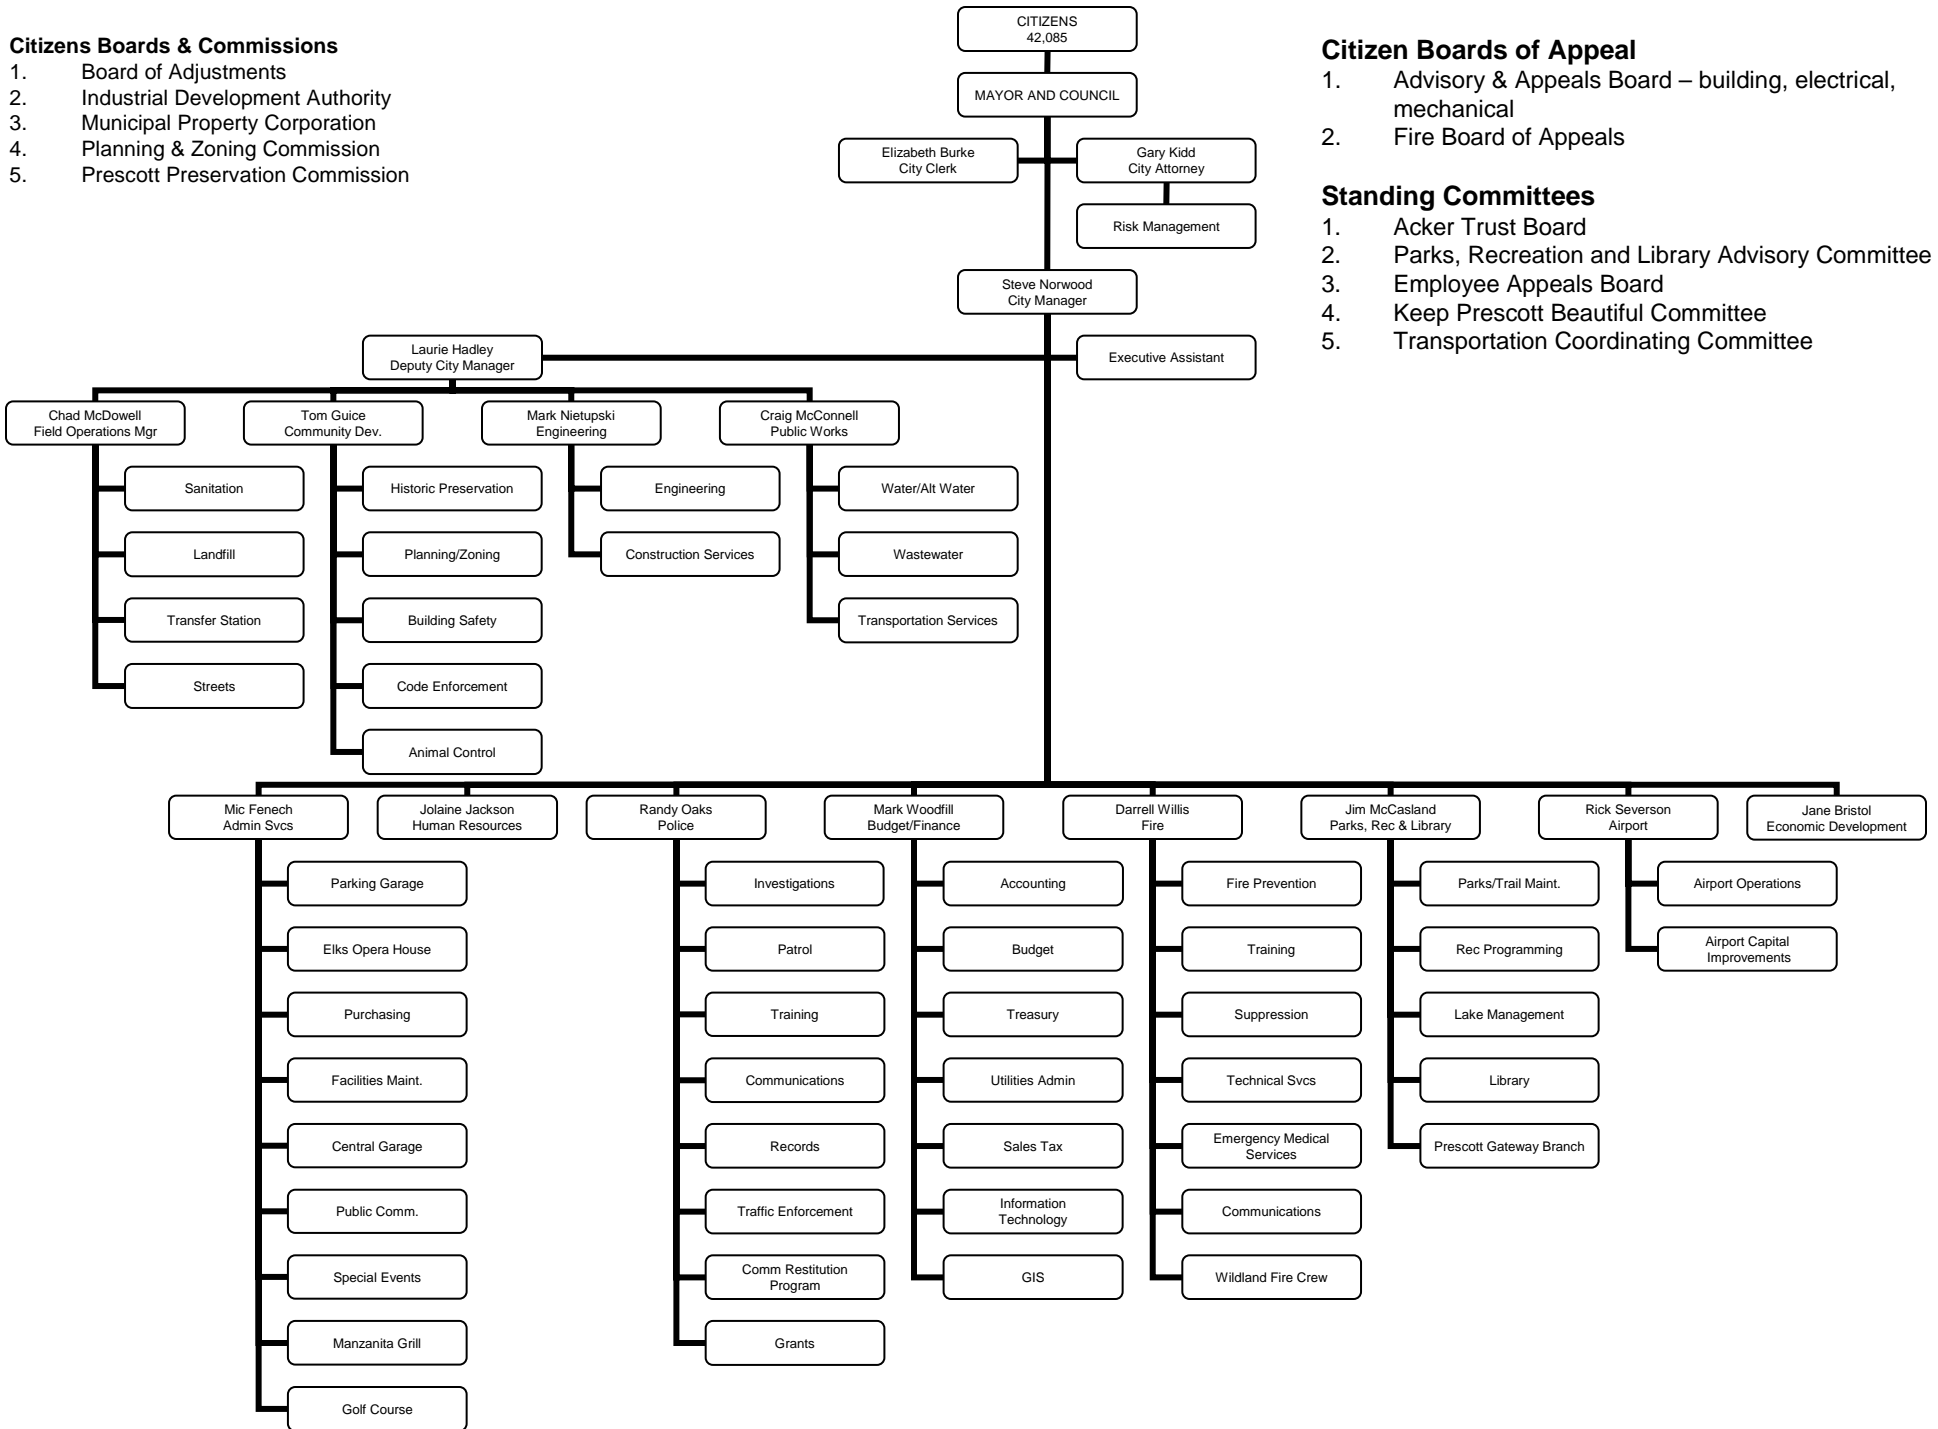 Citizens Boards & Commissions
1. Board of Adjustments
2. Industrial Development Authority
3. Municipal Property Corporation
4. Planning & Zoning Commission
5. Prescott Preservation Commission
CITIZENS
42,085
MAYOR AND COUNCIL
Elizabeth Burke
City Clerk
Gary Kidd
City Attorney
Risk Management
Steve Norwood
City Manager
Citizen Boards of Appeal
1. Advisory & Appeals Board – building, electrical,
mechanical
2. Fire Board of Appeals
Standing Committees
1. Acker Trust Board
2. Parks, Recreation and Library Advisory Committee
3. Employee Appeals Board
4. Keep Prescott Beautiful Committee
5. Transportation Coordinating Committee
Laurie Hadley
Deputy City Manager
Executive Assistant
Chad McDowell
Field Operations Mgr
Sanitation
Landfill
Transfer Station
Streets
Tom Guice
Community Dev.
Historic Preservation
Planning/Zoning
Building Safety
Code Enforcement
Animal Control
Mark Nietupski
Engineering
Engineering
Construction Services
Craig McConnell
Public Works
Water/Alt Water
Wastewater
Transportation Services
Mic Fenech
Admin Svcs
Parking Garage
Elks Opera House
Purchasing
Facilities Maint.
Central Garage
Public Comm.
Special Events
Manzanita Grill
Golf Course
Jolaine Jackson
Human Resources
Randy Oaks
Police
Investigations
Patrol
Training
Communications
Records
Traffic Enforcement
Comm Restitution
Program
Grants
Mark Woodfill
Budget/Finance
Accounting
Budget
Treasury
Utilities Admin
Sales Tax
Information
Technology
GIS
Darrell Willis
Fire
Fire Prevention
Training
Suppression
Technical Svcs
Emergency Medical
Services
Communications
Wildland Fire Crew
Jim McCasland
Parks, Rec & Library
Parks/Trail Maint.
Rec Programming
Lake Management
Library
Prescott Gateway Branch
Rick Severson
Airport
Airport Operations
Airport Capital
Improvements
Jane Bristol
Economic Development